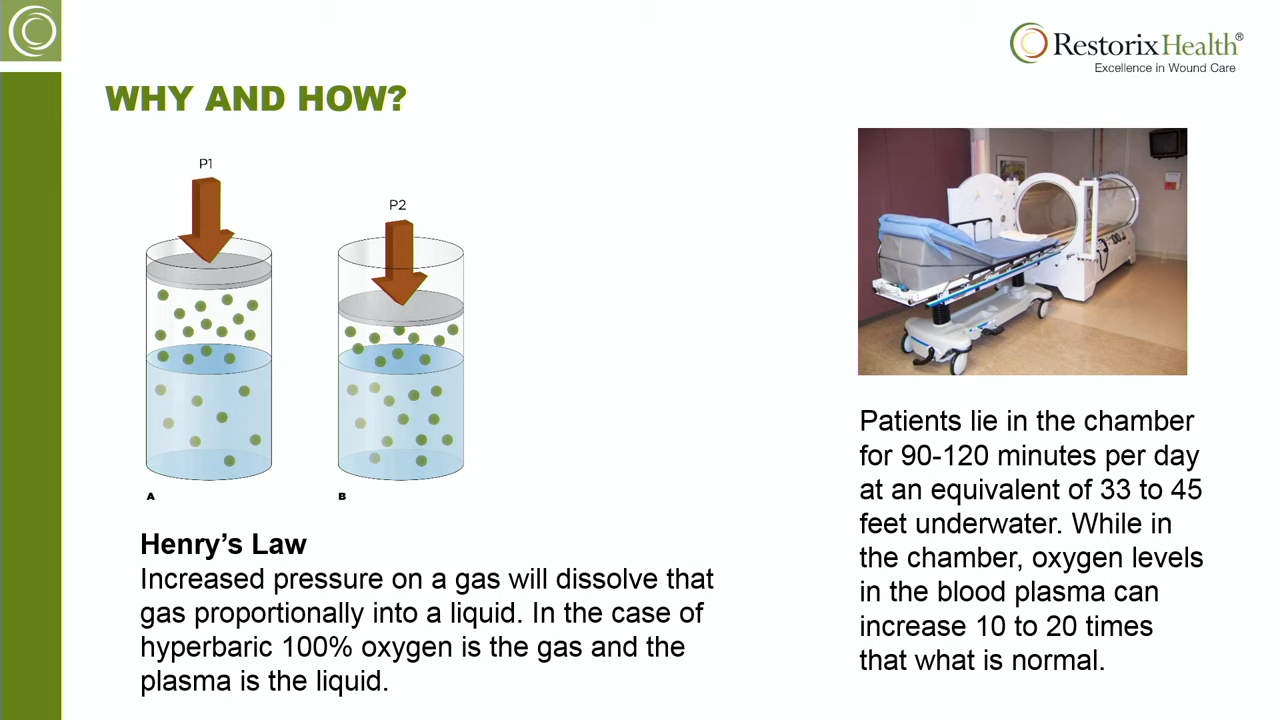 RestorixHealth®
Excellence in Wound Care
WHY AND HOW?
P1
P2
A
B
Henry’s Law
Increased pressure on a gas will dissolve that
gas proportionally into a liquid. In the case of
hyperbaric 100% oxygen is the gas and the
plasma is the liquid.
Patients lie in the chamber
for 90-120 minutes per day
at an equivalent of 33 to 45
feet underwater. While in
the chamber, oxygen levels
in the blood plasma can
increase 10 to 20 times
that what is normal.